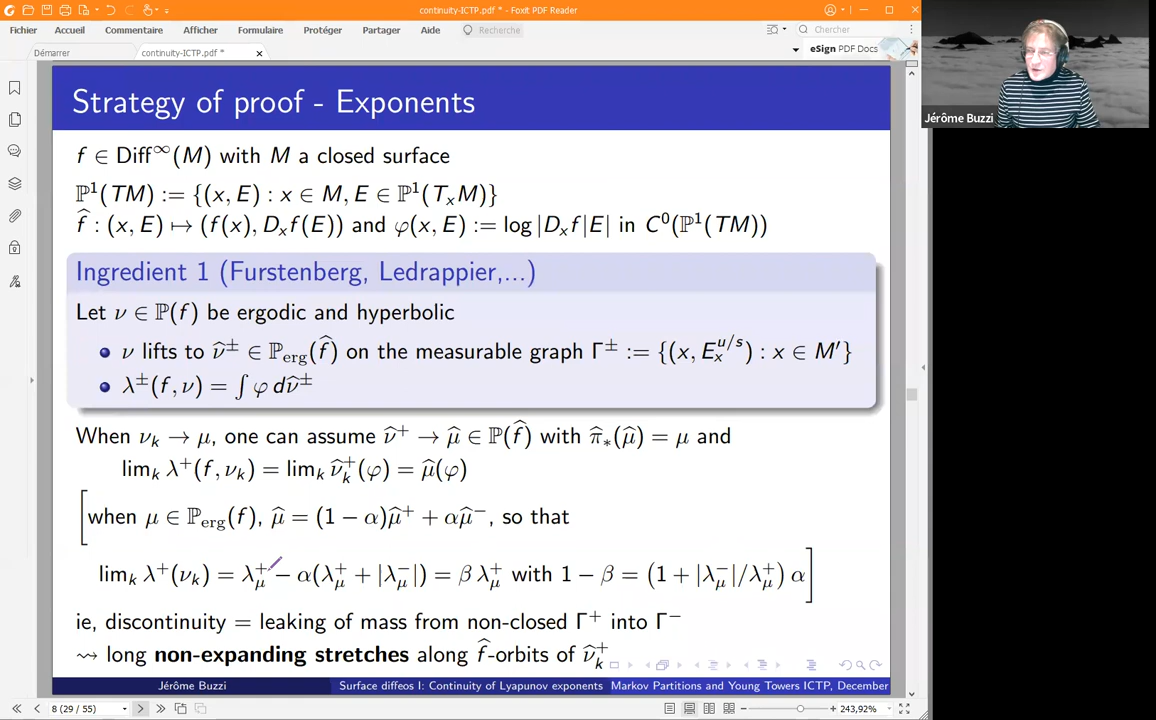 continuity-ICTP.pdf * - Foxit PDF Reader
Fichier Accueil Commentaire Afficher Formulaire Protéger Partager Aide Recherche Chercher
Démarrer continuity-ICTP.pdf * eSign PDF Docs
Strategy of proof - Exponents
f ∈ Diff^∞(M) with M a closed surface
ℙ¹(TM) := {(x, E) : x ∈ M, E ∈ ℙ¹(TₓM)}
f̂ : (x, E) ↦ (f(x), Dₓf(E)) and φ(x, E) := log |Dₓf|E| in C⁰(ℙ¹(TM))
Ingredient 1 (Furstenberg, Ledrappier,...)
Let ν ∈ ℙ(f) be ergodic and hyperbolic
• ν lifts to ν̂^± ∈ ℙ_erg(f̂) on the measurable graph Γ^± := {(x, E_x^{u/s}) : x ∈ M'}
• λ^±(f, ν) = ∫ φ dν̂^±
When ν_k → μ, one can assume ν̂^+ → μ̂ ∈ ℙ(f̂) with π̂_*(μ̂) = μ and
lim_k λ^+(f, ν_k) = lim_k ν̂_k^+(φ) = μ̂(φ)
[when μ ∈ ℙ_erg(f), μ̂ = (1 − α)μ̂^+ + αμ̂^−, so that
lim_k λ^+(ν_k) = λ_μ^+ − α(λ_μ^+ + |λ_μ^−|) = β λ_μ^+ with 1 − β = (1 + |λ_μ^−|/λ_μ^+) α]
ie, discontinuity = leaking of mass from non-closed Γ^+ into Γ^−
⇝ long non-expanding stretches along f̂-orbits of ν̂_k^+
Jérôme Buzzi Surface diffeos I: Continuity of Lyapunov exponents Markov Partitions and Young Towers ICTP, December
8 (29 / 55) 243,92%
Jérôme Buzzi